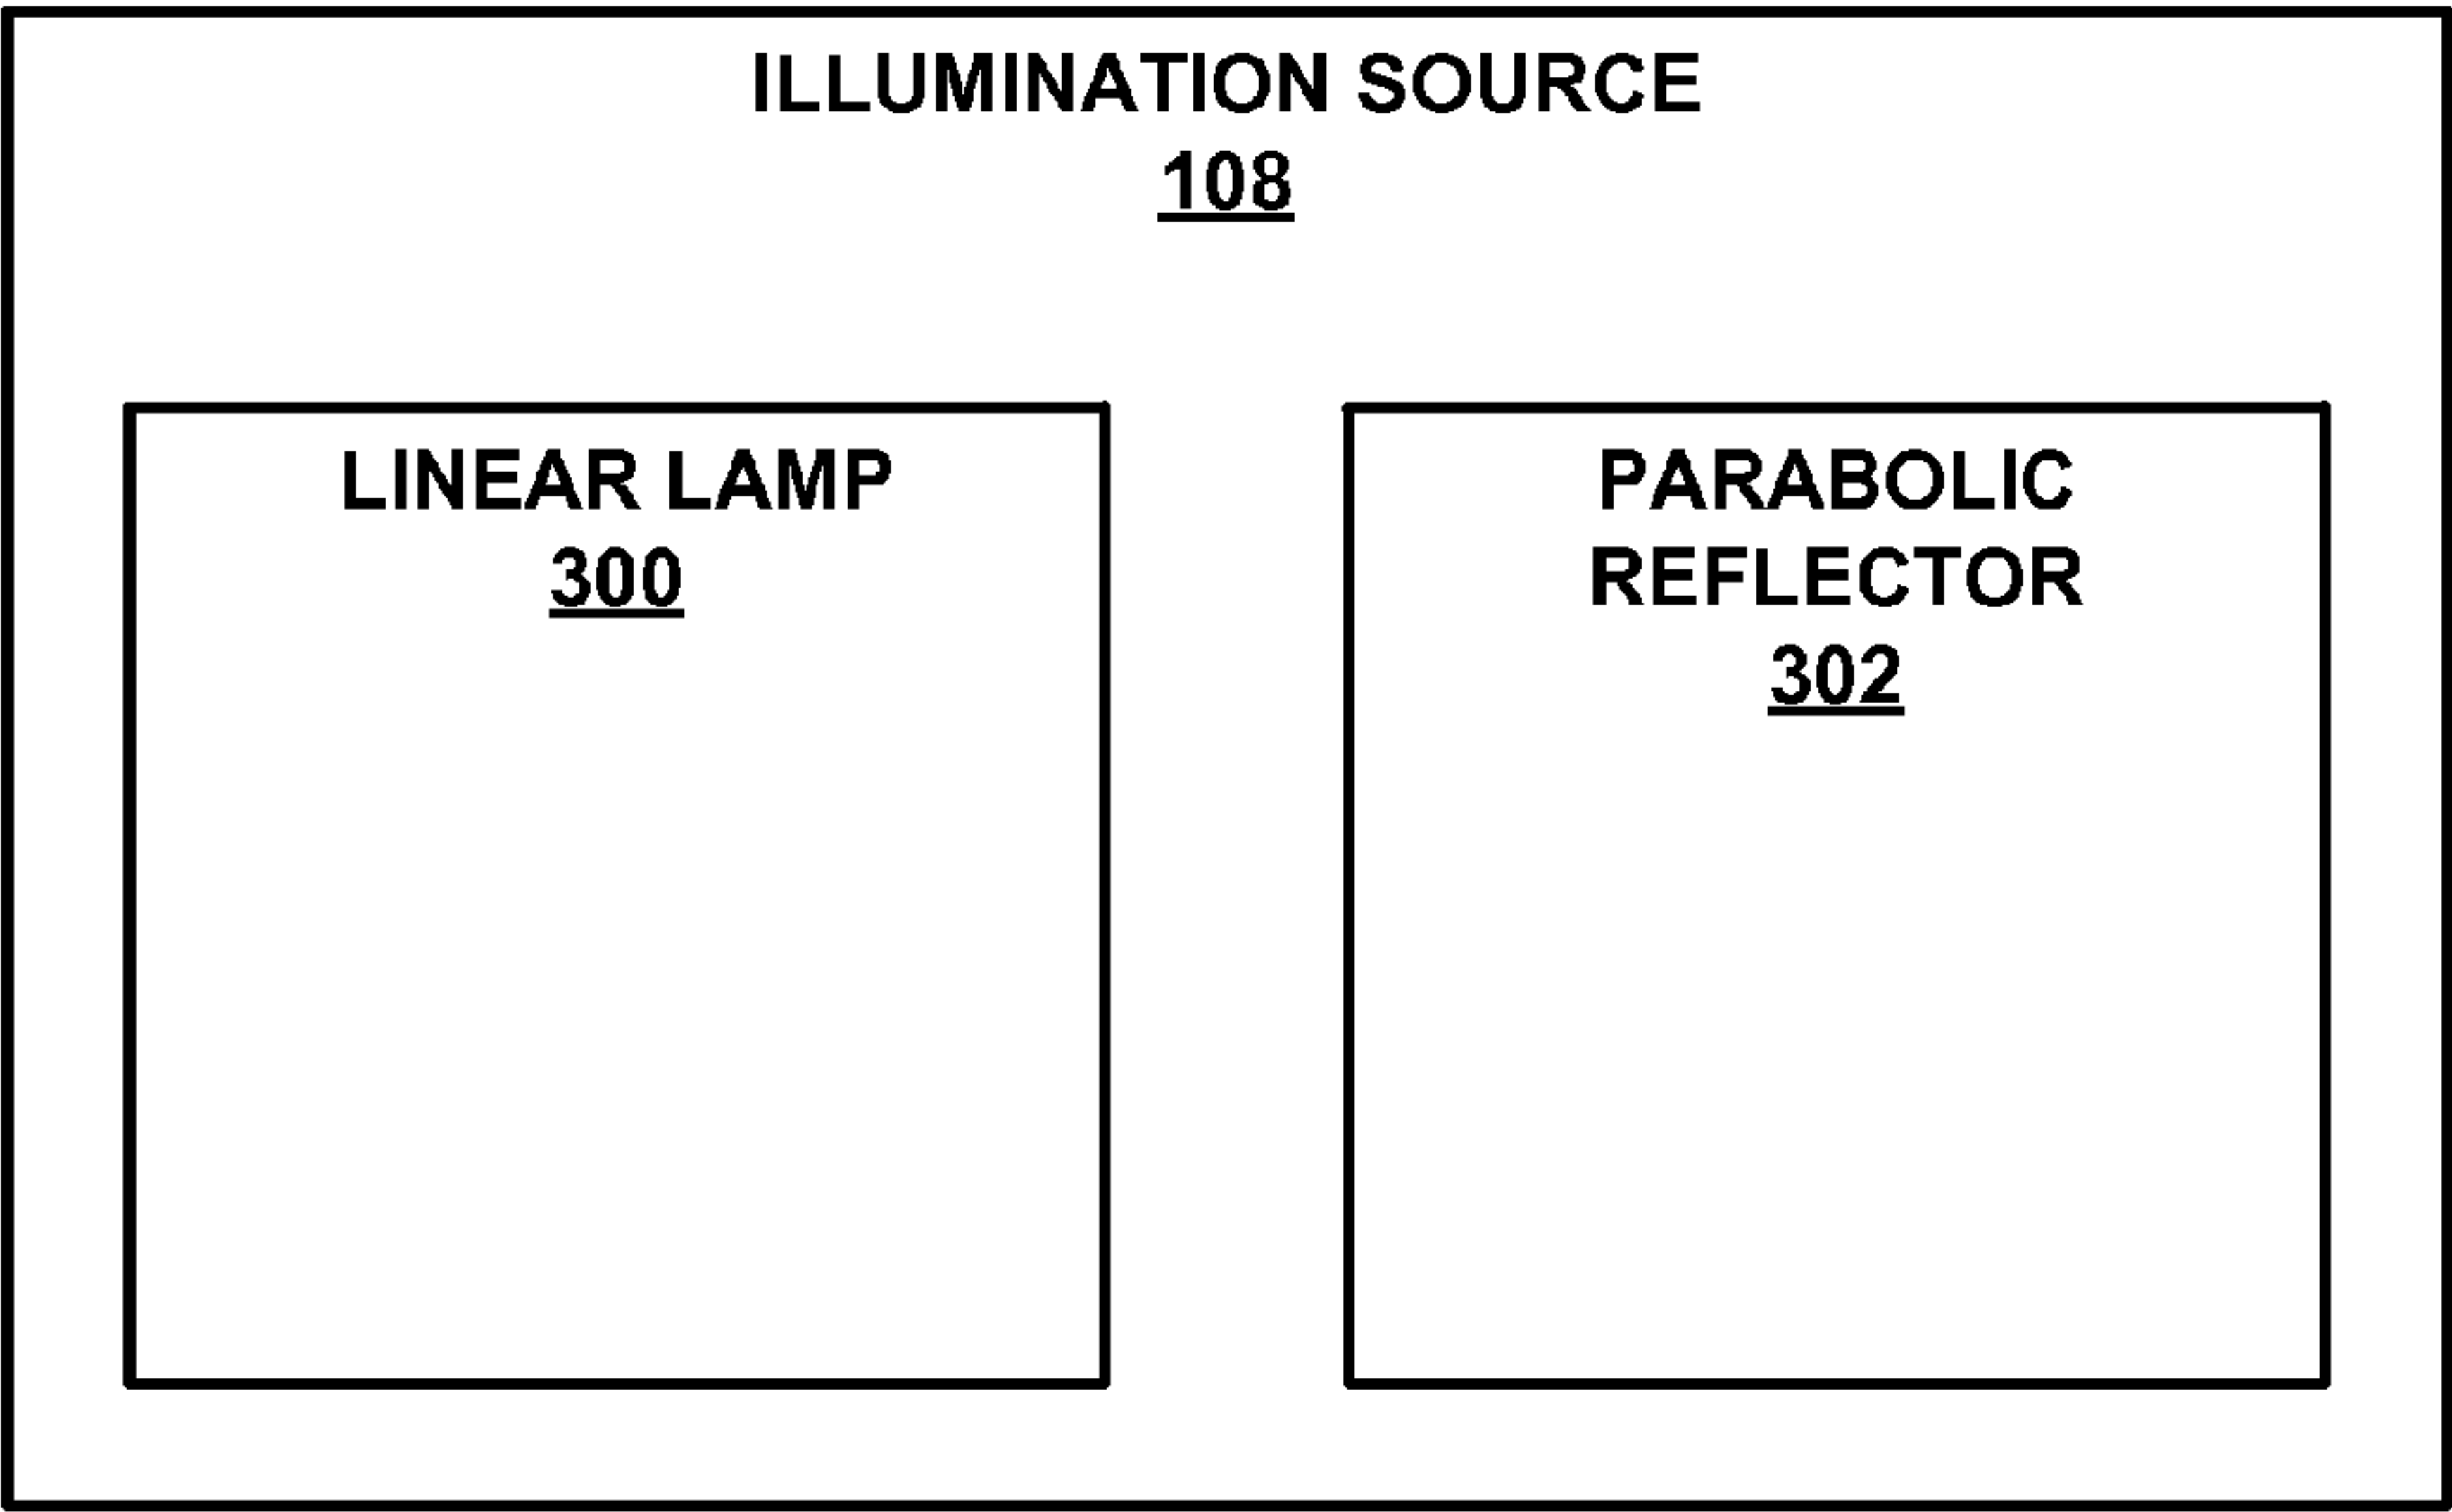 ILLUMINATION SOURCE
108
LINEAR LAMP
300
PARABOLIC
REFLECTOR
302